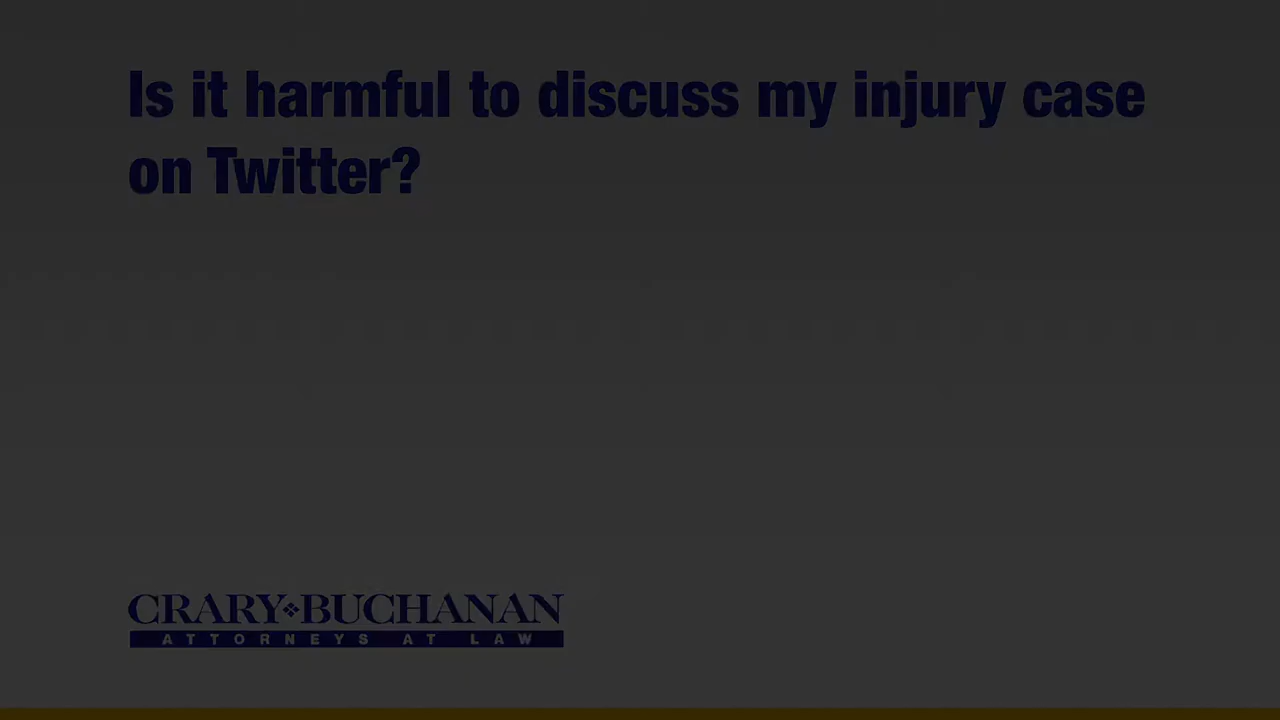 Is it harmful to discuss my injury case
on Twitter?
CRARY❖BUCHANAN
ATTORNEYS AT LAW